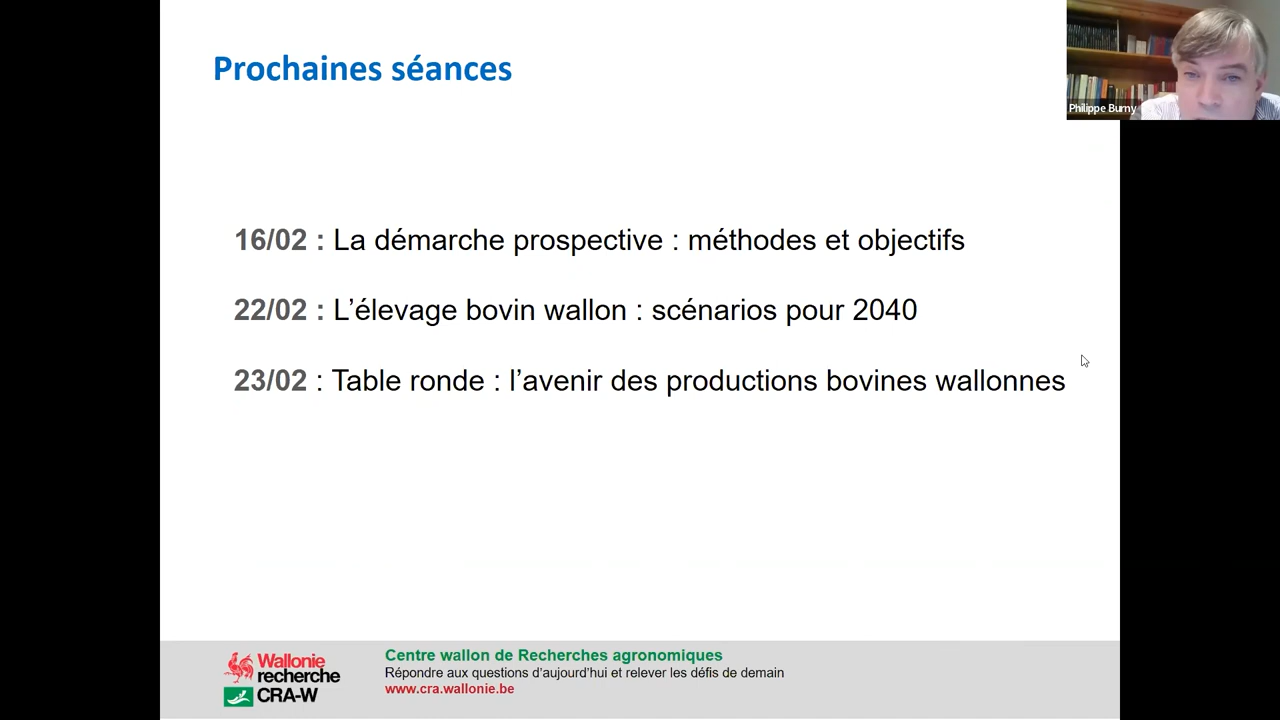 Prochaines séances
Philippe Burny
16/02 : La démarche prospective : méthodes et objectifs
22/02 : L’élevage bovin wallon : scénarios pour 2040
23/02 : Table ronde : l’avenir des productions bovines wallonnes
Wallonie
recherche
CRA-W
Centre wallon de Recherches agronomiques
Répondre aux questions d’aujourd’hui et relever les défis de demain
www.cra.wallonie.be